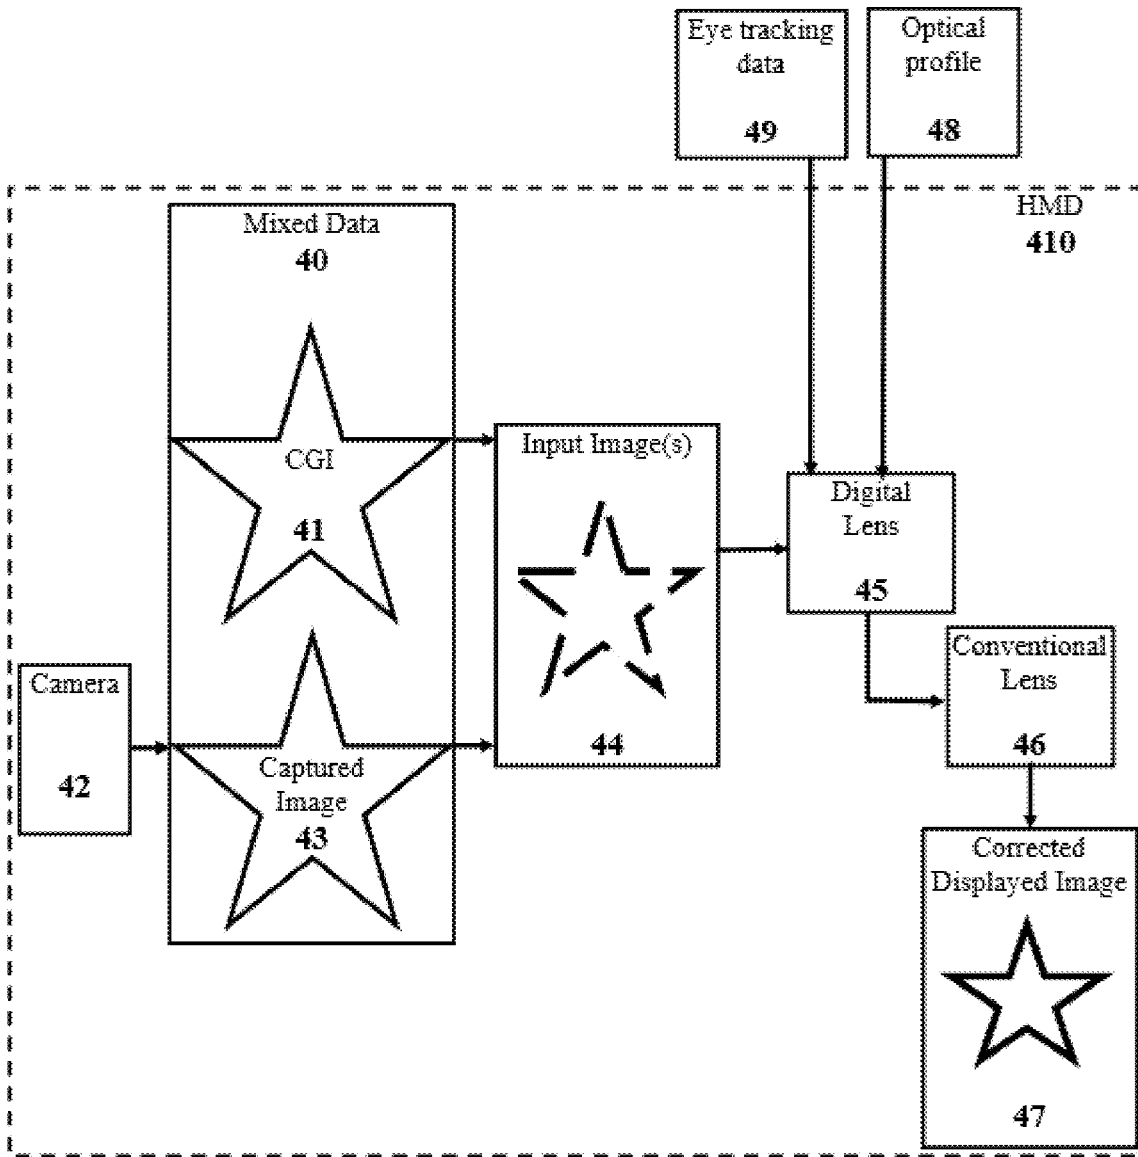 Eye tracking
data
49
Optical
profile
48
HMD
410
Mixed Data
40
CGI
41
Input Image(s)
44
Digital
Lens
45
Camera
42
Captured
Image
43
Conventional
Lens
46
Corrected
Displayed Image
47